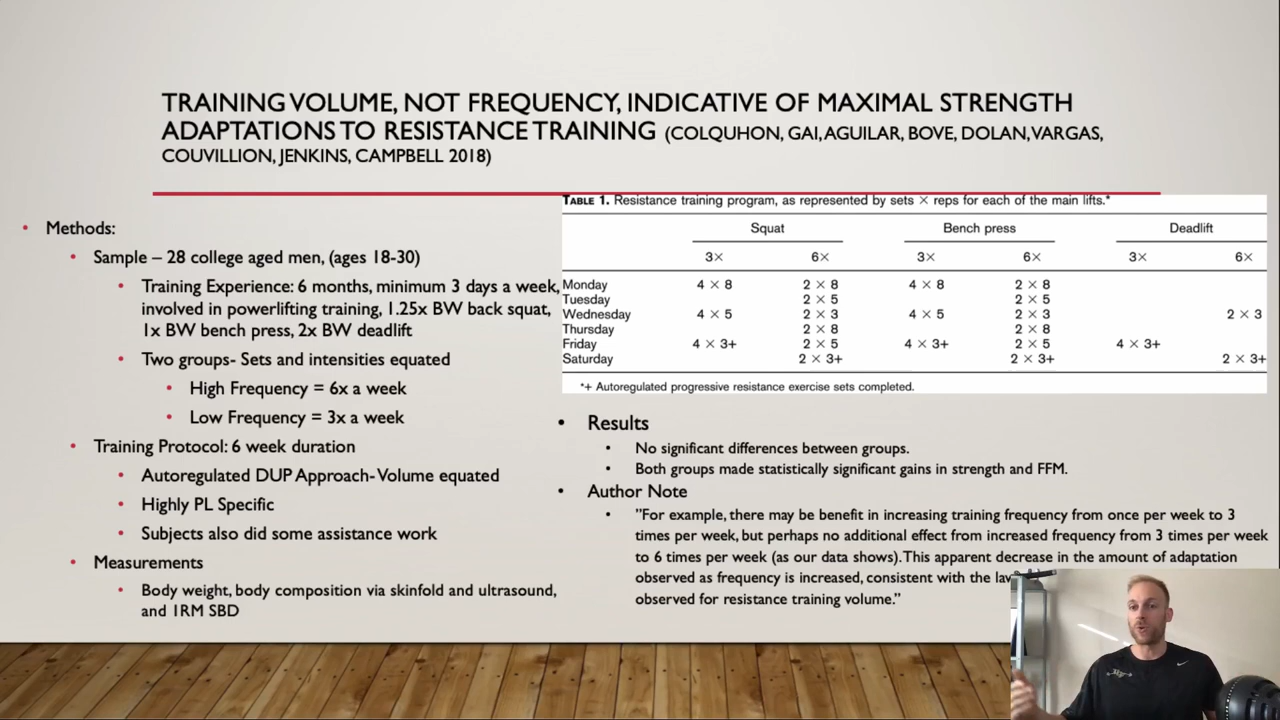 TRAINING VOLUME, NOT FREQUENCY, INDICATIVE OF MAXIMAL STRENGTH
ADAPTATIONS TO RESISTANCE TRAINING (COLQUHON, GAI, AGUILAR, BOVE, DOLAN, VARGAS,
COUVILLION, JENKINS, CAMPBELL 2018)
• Methods:
• Sample – 28 college aged men, (ages 18-30)
• Training Experience: 6 months, minimum 3 days a week,
involved in powerlifting training, 1.25x BW back squat,
1x BW bench press, 2x BW deadlift
• Two groups- Sets and intensities equated
• High Frequency = 6x a week
• Low Frequency = 3x a week
• Training Protocol: 6 week duration
• Autoregulated DUP Approach- Volume equated
• Highly PL Specific
• Subjects also did some assistance work
• Measurements
• Body weight, body composition via skinfold and ultrasound,
and 1RM SBD
TABLE 1. Resistance training program, as represented by sets × reps for each of the main lifts.*
Squat Bench press Deadlift
3× 6× 3× 6× 3× 6×
Monday 4 × 8 2 × 8 4 × 8 2 × 8
Tuesday 2 × 5 2 × 5
Wednesday 4 × 5 2 × 3 4 × 5 2 × 3 2 × 3
Thursday 2 × 8 2 × 8
Friday 4 × 3+ 2 × 5 4 × 3+ 2 × 5 4 × 3+
Saturday 2 × 3+ 2 × 3+ 2 × 3+
*+ Autoregulated progressive resistance exercise sets completed.
• Results
• No significant differences between groups.
• Both groups made statistically significant gains in strength and FFM.
• Author Note
• "For example, there may be benefit in increasing training frequency from once per week to 3
times per week, but perhaps no additional effect from increased frequency from 3 times per week
to 6 times per week (as our data shows). This apparent decrease in the amount of adaptation
observed as frequency is increased, consistent with the
observed for resistance training volume."